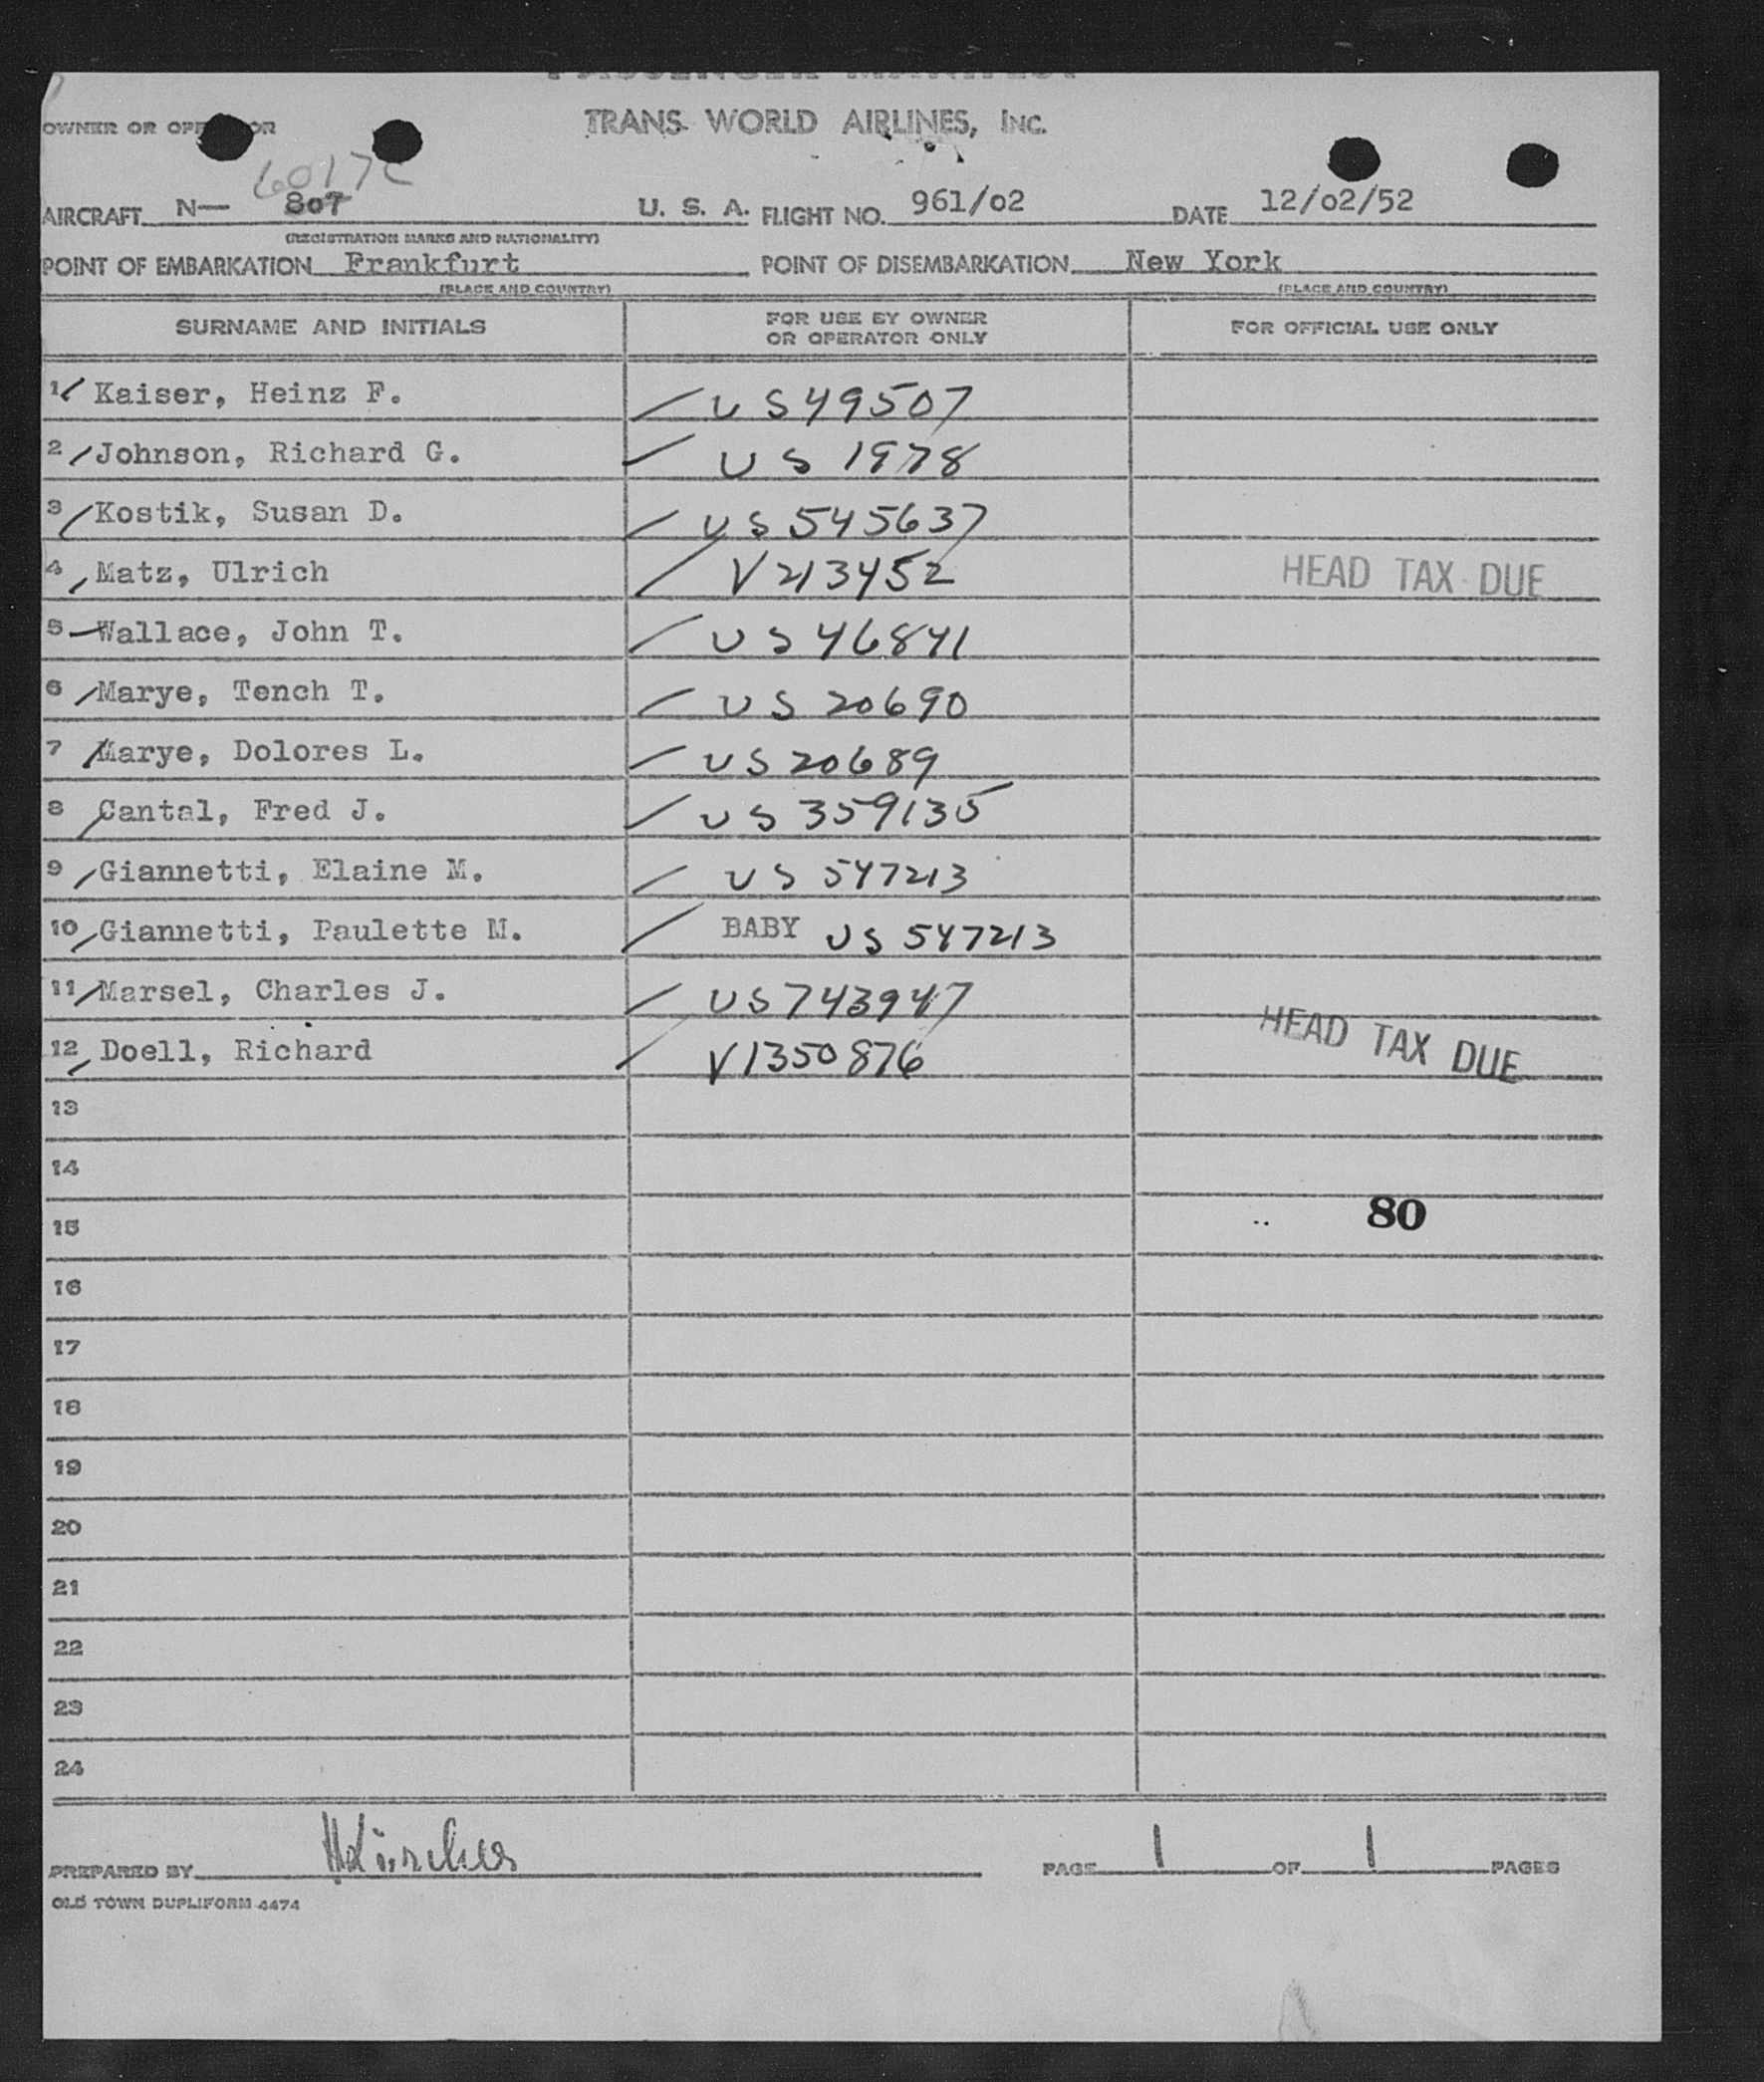 PASSENGER MANIFEST
OWNER OR OPERATOR TRANS WORLD AIRLINES, INC.
6017C
AIRCRAFT N— 807 U. S. A. FLIGHT NO. 961/02 DATE 12/02/52
(REGISTRATION MARKS AND NATIONALITY)
POINT OF EMBARKATION Frankfurt POINT OF DISEMBARKATION New York
(PLACE AND COUNTRY) (PLACE AND COUNTRY)
SURNAME AND INITIALS FOR USE BY OWNER OR OPERATOR ONLY FOR OFFICIAL USE ONLY
1 Kaiser, Heinz F. US 49507
2 Johnson, Richard G. US 1978
3 Kostik, Susan D. US 545637
4 Matz, Ulrich V 213452 HEAD TAX DUE
5 Wallace, John T. US 46841
6 Marye, Tench T. US 20690
7 Marye, Dolores L. US 20689
8 Cantal, Fred J. US 359135
9 Giannetti, Elaine M. US 547213
10 Giannetti, Paulette M. BABY US 547213
11 Marsel, Charles J. US 743947
12 Doell, Richard V1350876 HEAD TAX DUE
13
14
15 80
16
17
18
19
20
21
22
23
24
PREPARED BY PAGE 1 OF 1 PAGES
OLD TOWN DUPLIFORM 4474